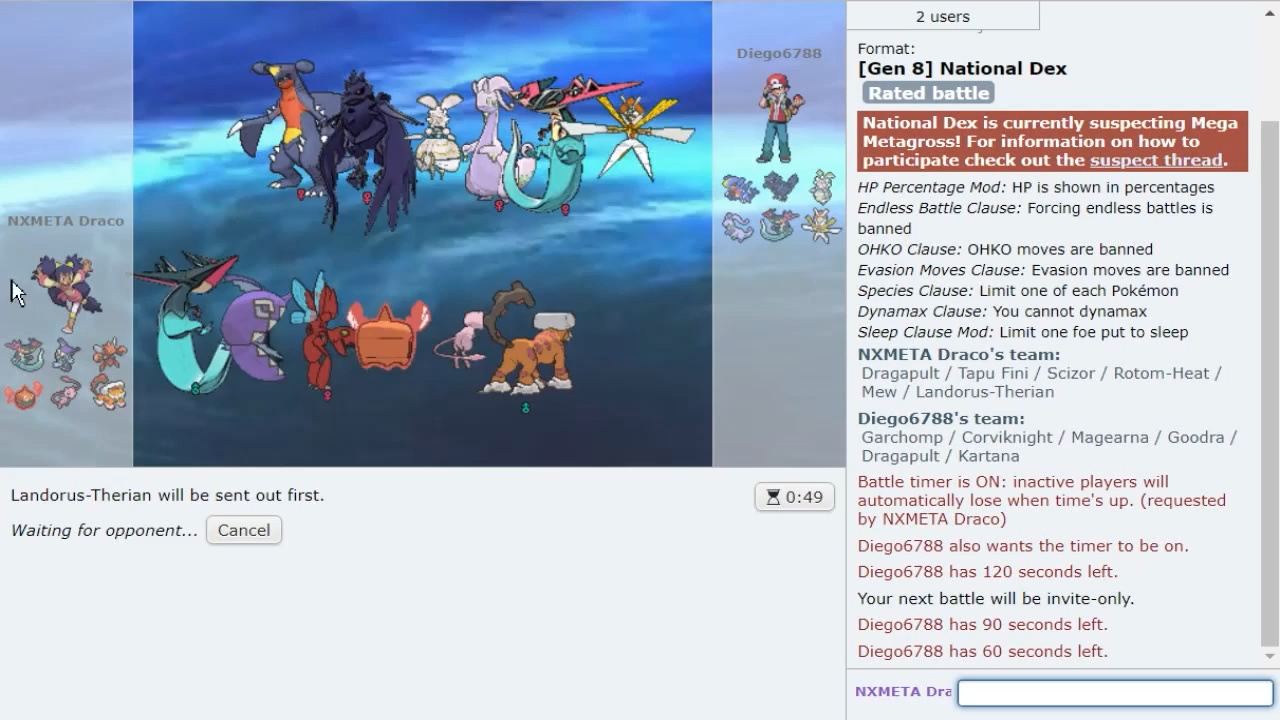 Diego6788
NXMETA Draco
Landorus-Therian will be sent out first.
0:49
Waiting for opponent... Cancel
2 users
Format:
[Gen 8] National Dex
Rated battle
National Dex is currently suspecting Mega
Metagross! For information on how to
participate check out the suspect thread.
HP Percentage Mod: HP is shown in percentages
Endless Battle Clause: Forcing endless battles is
banned
OHKO Clause: OHKO moves are banned
Evasion Moves Clause: Evasion moves are banned
Species Clause: Limit one of each Pokémon
Dynamax Clause: You cannot dynamax
Sleep Clause Mod: Limit one foe put to sleep
NXMETA Draco's team:
Dragapult / Tapu Fini / Scizor / Rotom-Heat /
Mew / Landorus-Therian
Diego6788's team:
Garchomp / Corviknight / Magearna / Goodra /
Dragapult / Kartana
Battle timer is ON: inactive players will
automatically lose when time's up. (requested
by NXMETA Draco)
Diego6788 also wants the timer to be on.
Diego6788 has 120 seconds left.
Your next battle will be invite-only.
Diego6788 has 90 seconds left.
Diego6788 has 60 seconds left.
NXMETA Dra